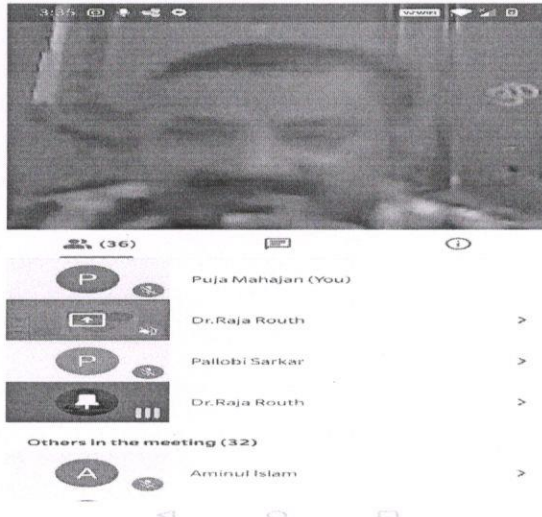 3:35
VoWiFi
(36)
P
Puja Mahajan (You)
Dr.Raja Routh
P
Pallobi Sarkar
Dr.Raja Routh
Others in the meeting (32)
A
Aminul Islam